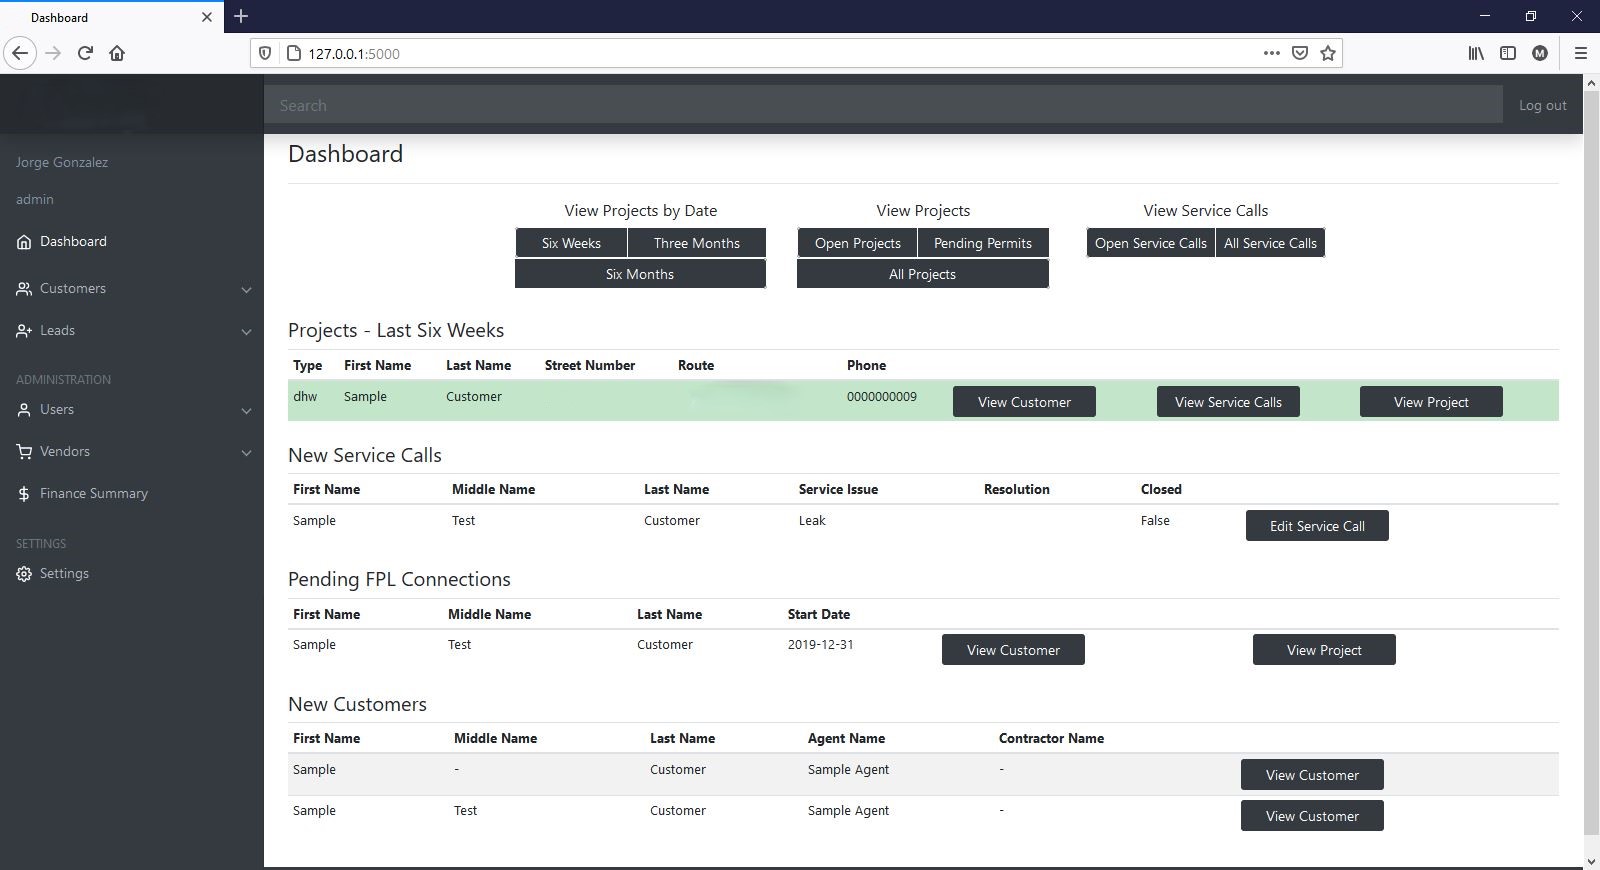 Dashboard
127.0.0.1:5000
M
Search
Log out
Jorge Gonzalez
admin
Dashboard
Customers
Leads
ADMINISTRATION
Users
Vendors
Finance Summary
SETTINGS
Settings
Dashboard
View Projects by Date
Six Weeks Three Months
Six Months
View Projects
Open Projects Pending Permits
All Projects
View Service Calls
Open Service Calls All Service Calls
Projects - Last Six Weeks
Type First Name Last Name Street Number Route Phone
dhw Sample Customer 0000000009 View Customer View Service Calls View Project
New Service Calls
First Name Middle Name Last Name Service Issue Resolution Closed
Sample Test Customer Leak False Edit Service Call
Pending FPL Connections
First Name Middle Name Last Name Start Date
Sample Test Customer 2019-12-31 View Customer View Project
New Customers
First Name Middle Name Last Name Agent Name Contractor Name
Sample - Customer Sample Agent - View Customer
Sample Test Customer Sample Agent - View Customer